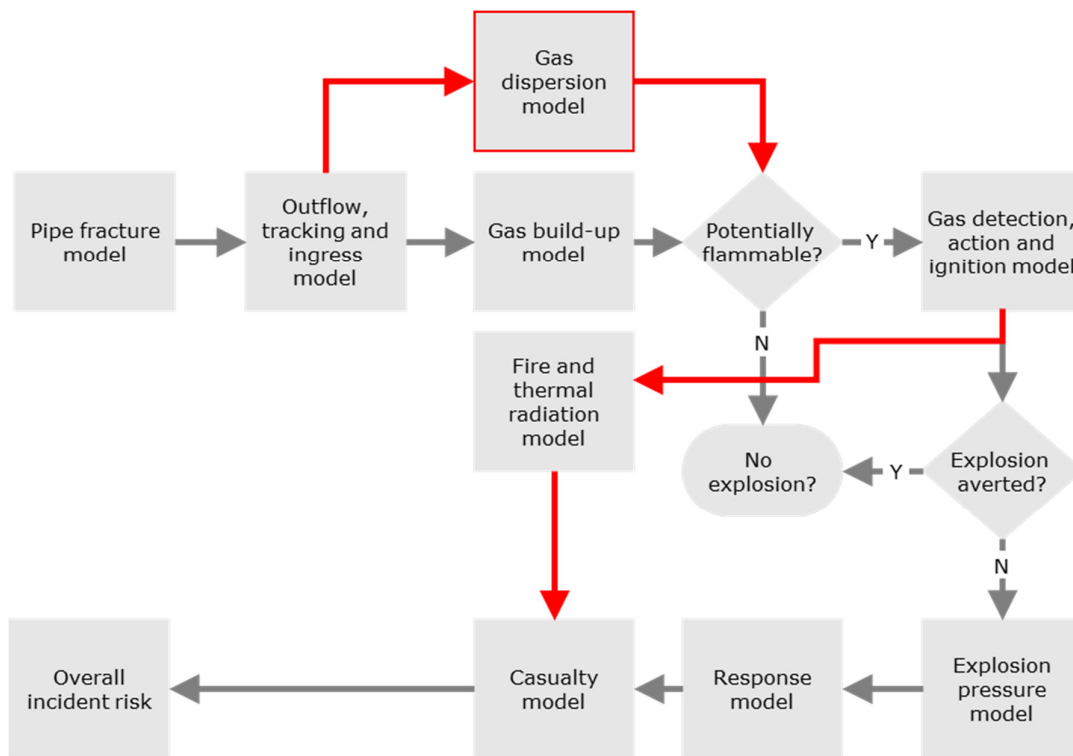 Gas
dispersion
model
Pipe fracture
model
Outflow,
tracking and
ingress
model
Gas build-up
model
Potentially
flammable?
Y
Gas detection,
action and
ignition model
N
Fire and
thermal
radiation
model
No
explosion?
Y
Explosion
averted?
N
Overall
incident risk
Casualty
model
Response
model
Explosion
pressure
model